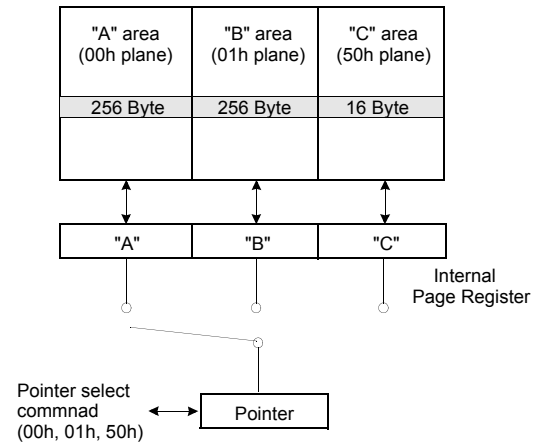 "A" area
(00h plane)
"B" area
(01h plane)
"C" area
(50h plane)
256 Byte
256 Byte
16 Byte
"A"
"B"
"C"
Internal
Page Register
Pointer select
commnad
(00h, 01h, 50h)
Pointer